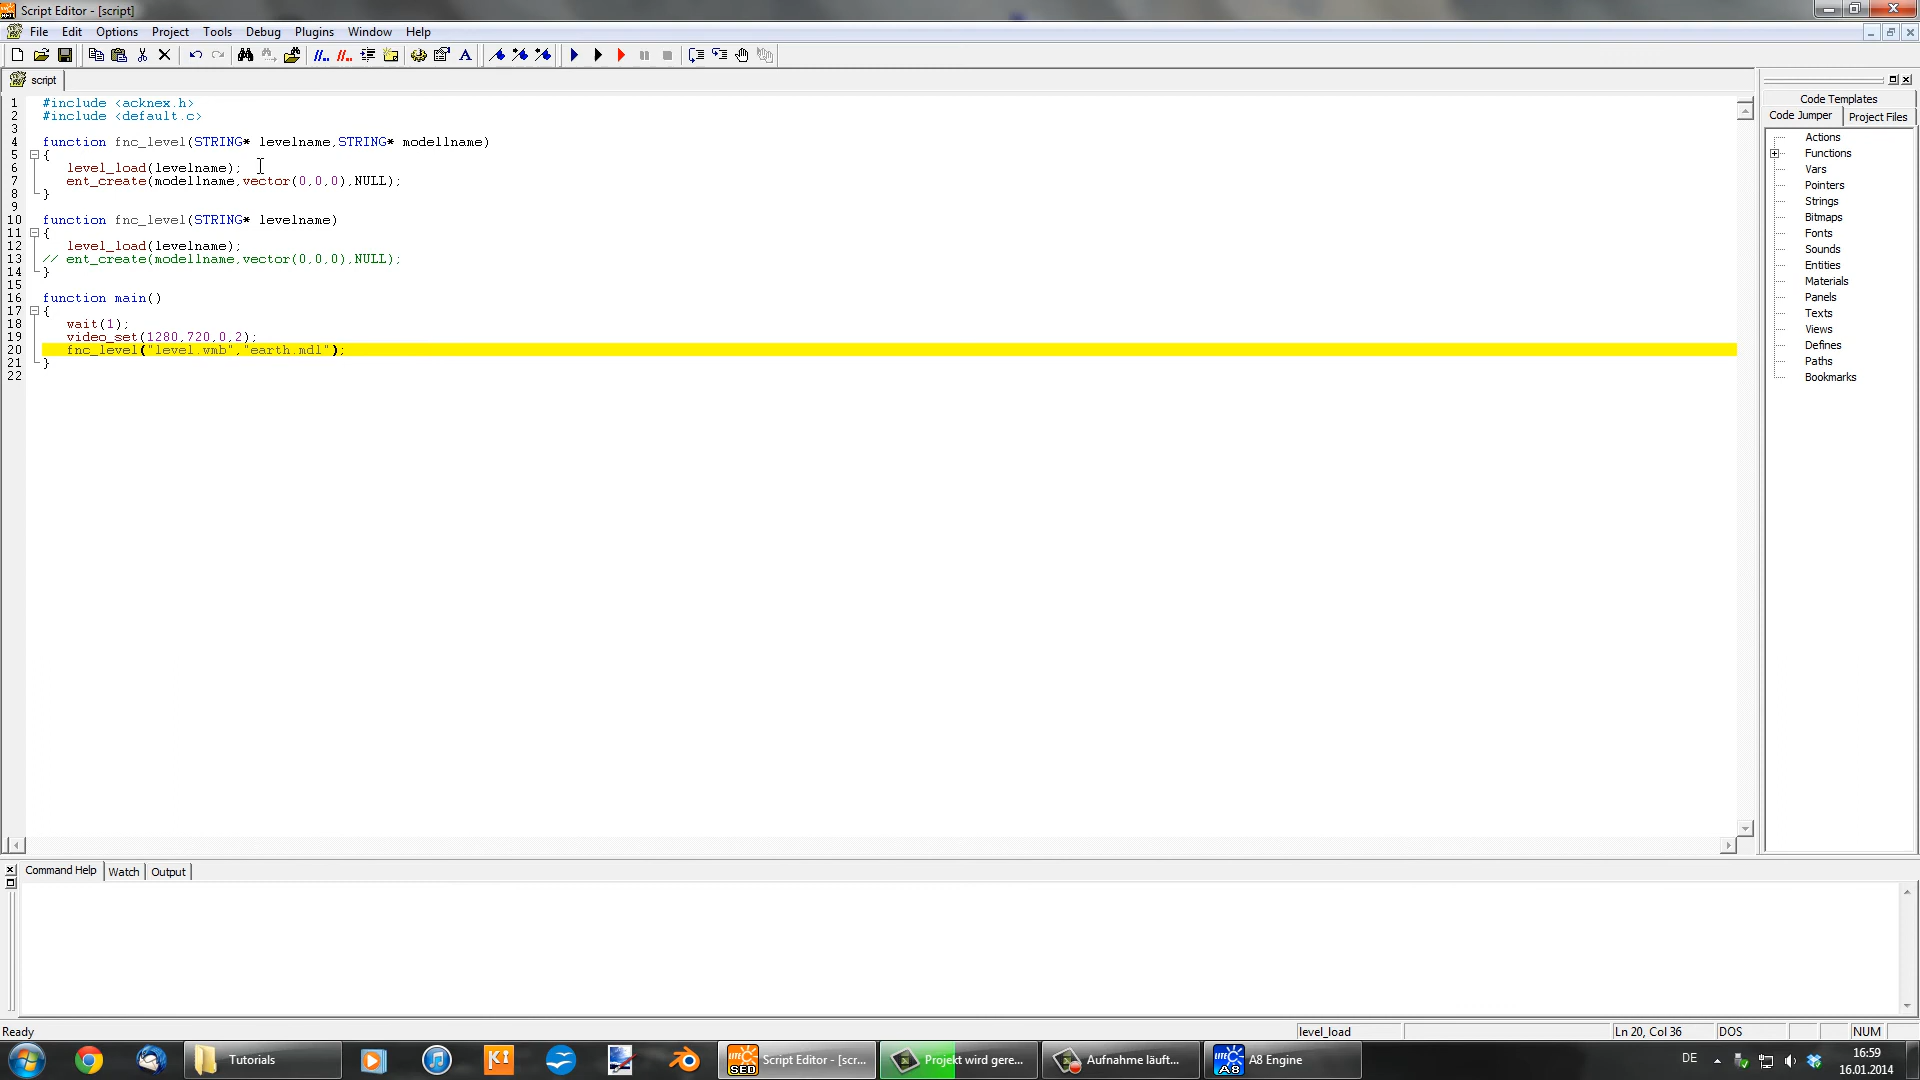 Script Editor - [script]
File Edit Options Project Tools Debug Plugins Window Help
script
1 #include <acknex.h>
2 #include <default.c>
3
4 function fnc_level(STRING* levelname,STRING* modellname)
5 {
6 level_load(levelname);
7 ent_create(modellname,vector(0,0,0),NULL);
8 }
9
10 function fnc_level(STRING* levelname)
11 {
12 level_load(levelname);
13 // ent_create(modellname,vector(0,0,0),NULL);
14 }
15
16 function main()
17 {
18 wait(1);
19 video_set(1280,720,0,2);
20 fnc_level("level.wmb","earth.mdl");
21 }
22
Code Templates
Code Jumper Project Files
Actions
Functions
Vars
Pointers
Strings
Bitmaps
Fonts
Sounds
Entities
Materials
Panels
Texts
Views
Defines
Paths
Bookmarks
Command Help Watch Output
Ready level_load Ln 20, Col 36 DOS NUM
Tutorials Script Editor - [scr... Projekt wird gere... Aufnahme läuft... A8 Engine DE 16:59
16.01.2014